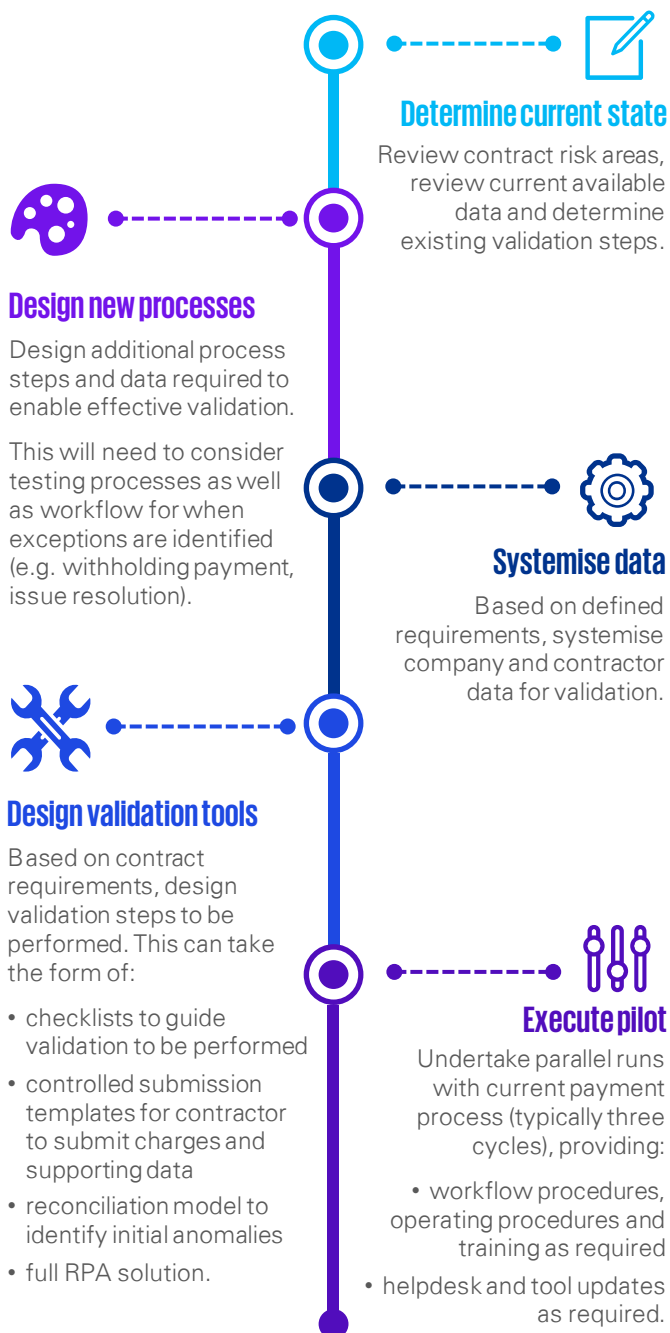 Determine current state
Review contract risk areas,
review current available
data and determine
existing validation steps.
Design new processes
Design additional process
steps and data required to
enable effective validation.
This will need to consider
testing processes as well
as workflow for when
exceptions are identified
(e.g. withholding payment,
issue resolution).
Systemise data
Based on defined
requirements, systemise
company and contractor
data for validation.
Design validation tools
Based on contract
requirements, design
validation steps to be
performed. This can take
the form of:
• checklists to guide
validation to be performed
• controlled submission
templates for contractor
to submit charges and
supporting data
• reconciliation model to
identify initial anomalies
• full RPA solution.
Execute pilot
Undertake parallel runs
with current payment
process (typically three
cycles), providing:
• workflow procedures,
operating procedures and
training as required
• helpdesk and tool updates
as required.